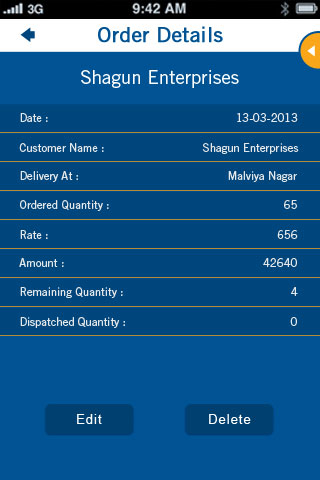 3G 9:42 AM
Order Details
Shagun Enterprises
Date : 13-03-2013
Customer Name : Shagun Enterprises
Delivery At : Malviya Nagar
Ordered Quantity : 65
Rate : 656
Amount : 42640
Remaining Quantity : 4
Dispatched Quantity : 0
Edit Delete